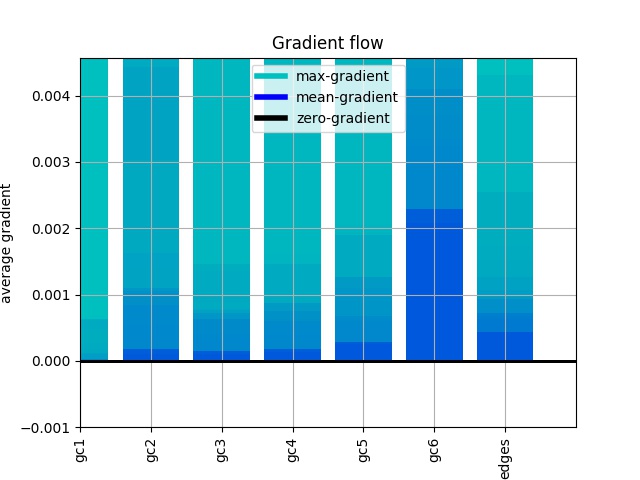 Gradient flow
max-gradient
mean-gradient
zero-gradient
average gradient
0.004
0.003
0.002
0.001
0.000
−0.001
gc1
gc2
gc3
gc4
gc5
gc6
edges